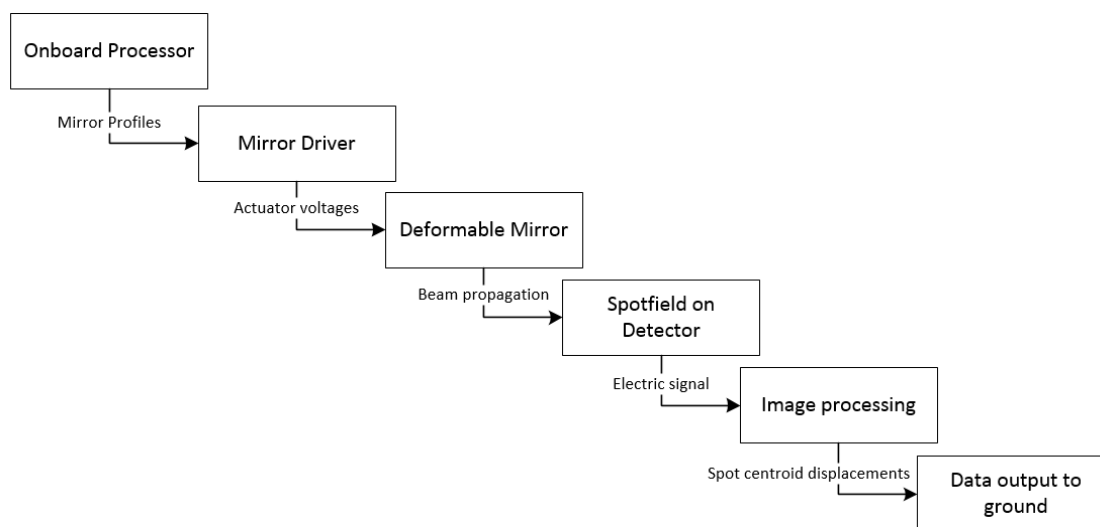 Onboard Processor
Mirror Profiles
Mirror Driver
Actuator voltages
Deformable Mirror
Beam propagation
Spotfield on
Detector
Electric signal
Image processing
Spot centroid displacements
Data output to
ground